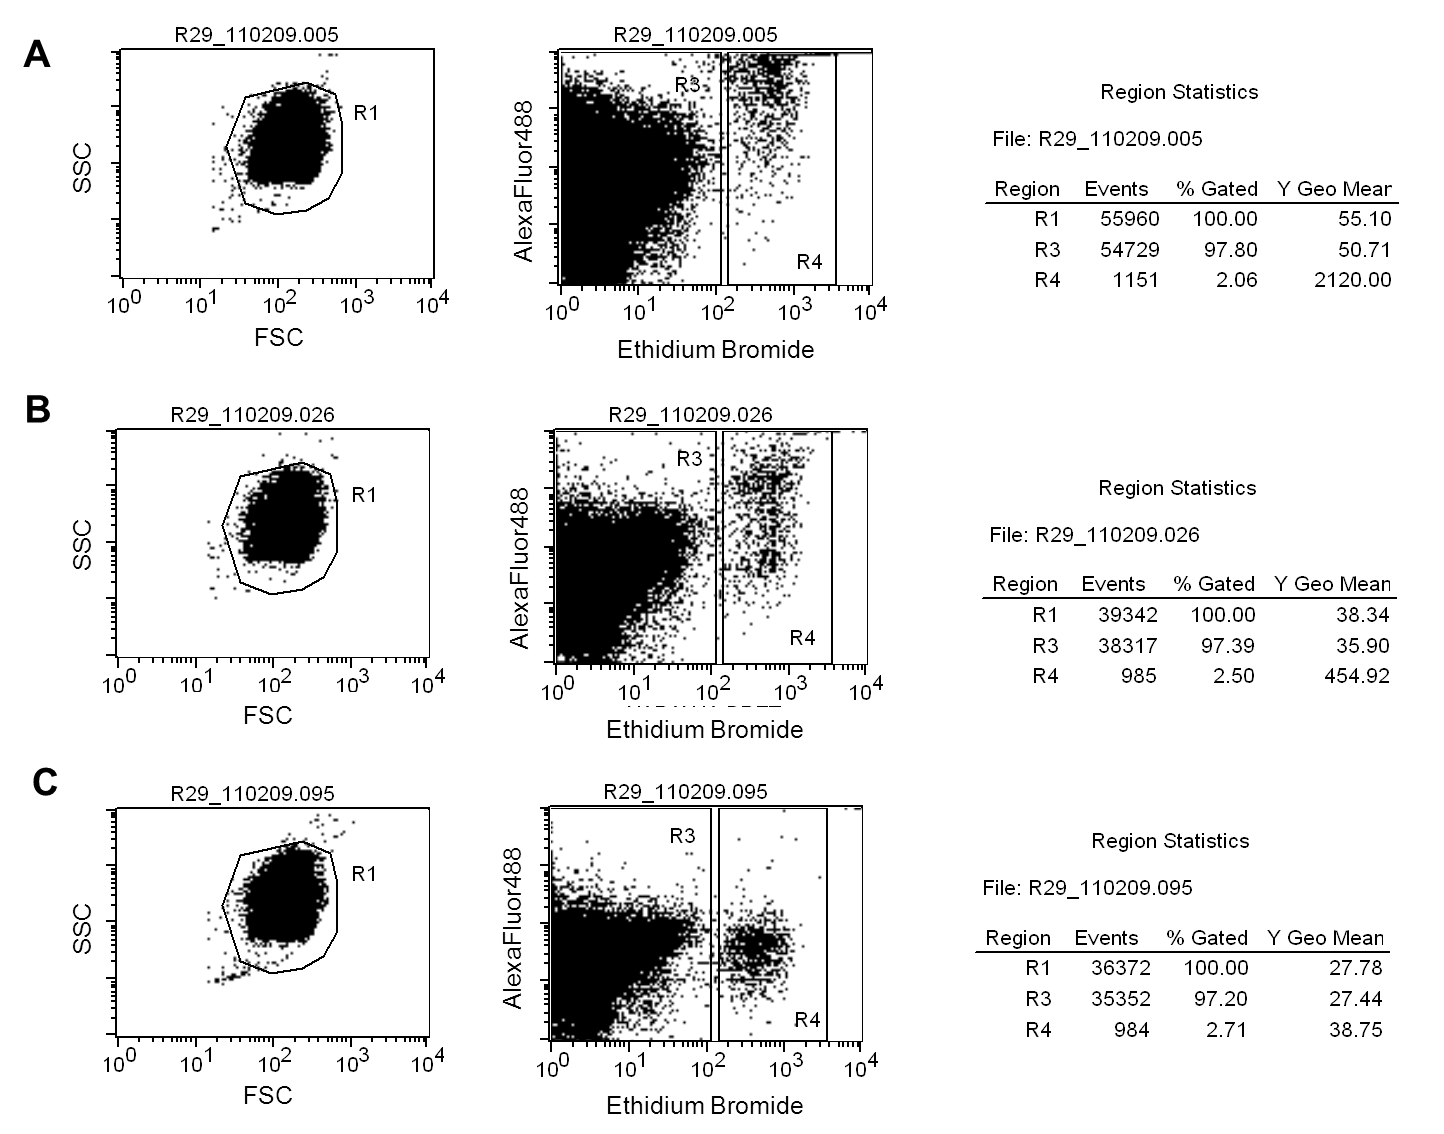 A
R29_110209.005
SSC
R1
10^0 10^1 10^2 10^3 10^4
FSC
R29_110209.005
AlexaFluor488
R3
R4
10^0 10^1 10^2 10^3 10^4
Ethidium Bromide
Region Statistics
File: R29_110209.005
Region Events % Gated Y Geo Mean
R1 55960 100.00 55.10
R3 54729 97.80 50.71
R4 1151 2.06 2120.00
B
R29_110209.026
SSC
R1
10^0 10^1 10^2 10^3 10^4
FSC
R29_110209.026
AlexaFluor488
R3
R4
10^0 10^1 10^2 10^3 10^4
Ethidium Bromide
Region Statistics
File: R29_110209.026
Region Events % Gated Y Geo Mean
R1 39342 100.00 38.34
R3 38317 97.39 35.90
R4 985 2.50 454.92
C
R29_110209.095
SSC
R1
10^0 10^1 10^2 10^3 10^4
FSC
R29_110209.095
AlexaFluor488
R3
R4
10^0 10^1 10^2 10^3 10^4
Ethidium Bromide
Region Statistics
File: R29_110209.095
Region Events % Gated Y Geo Mean
R1 36372 100.00 27.78
R3 35352 97.20 27.44
R4 984 2.71 38.75